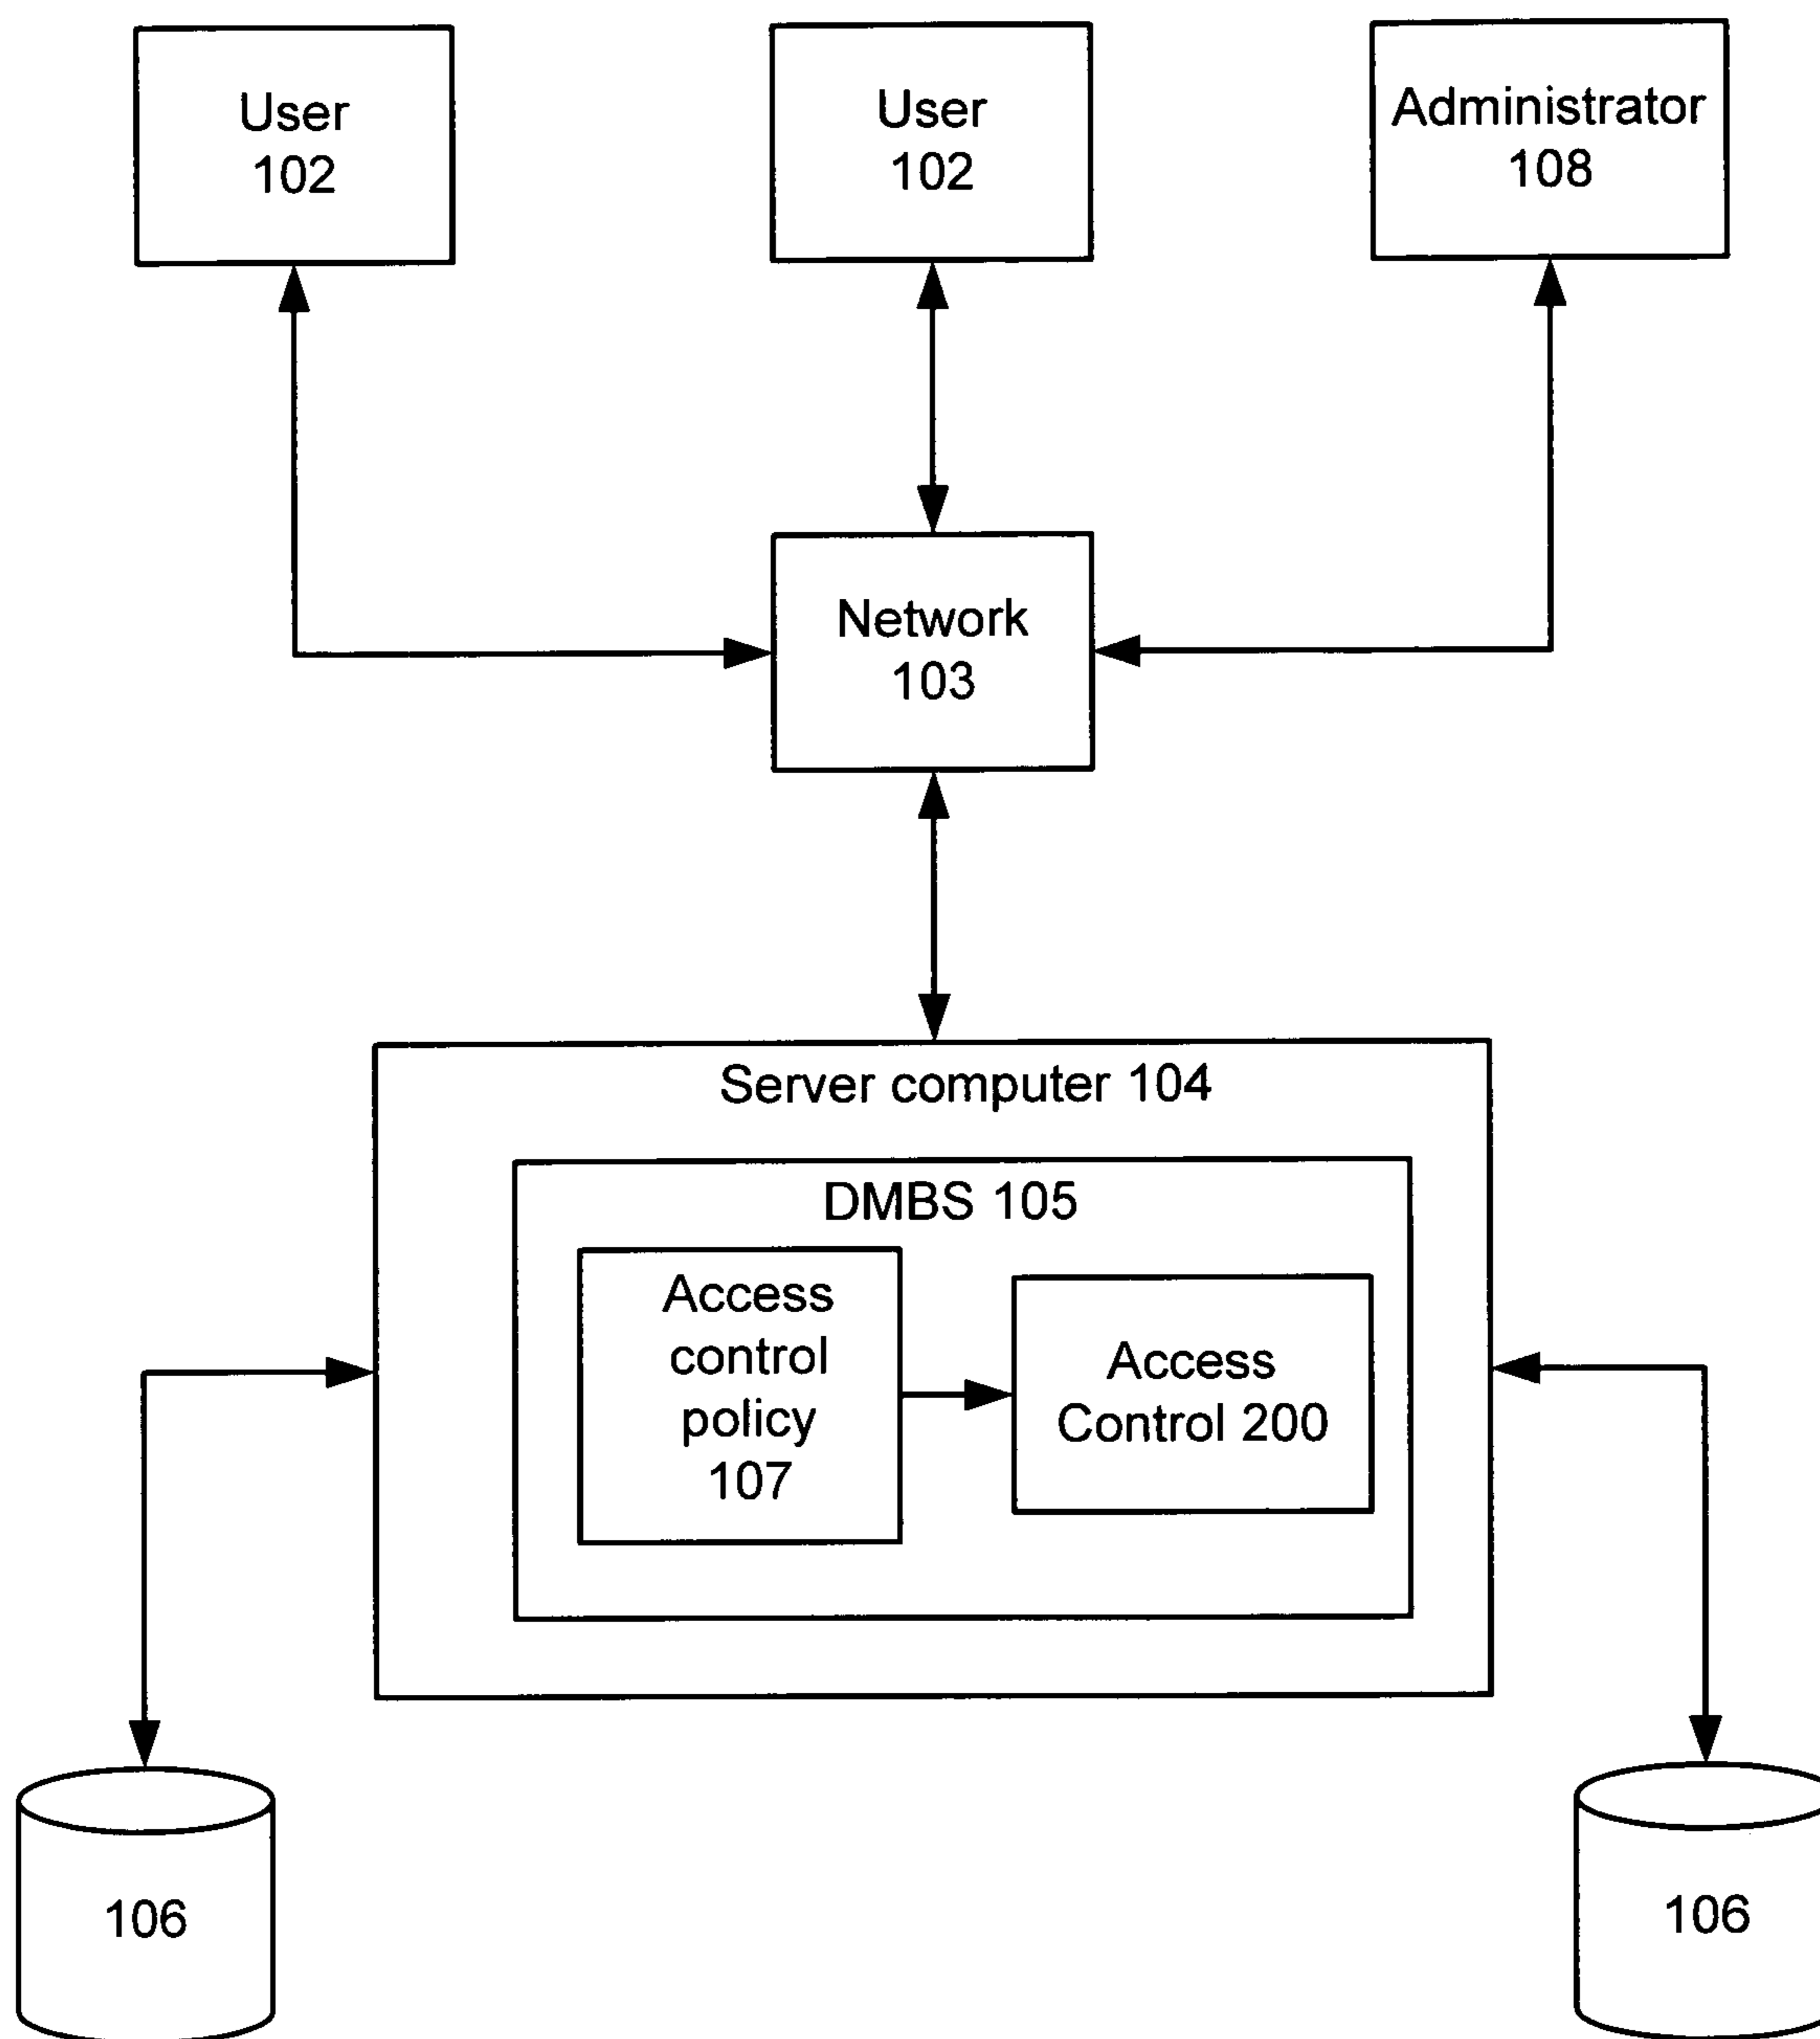 User
102
User
102
Administrator
108
Network
103
Server computer 104
DMBS 105
Access
control
policy
107
Access
Control 200
106
106